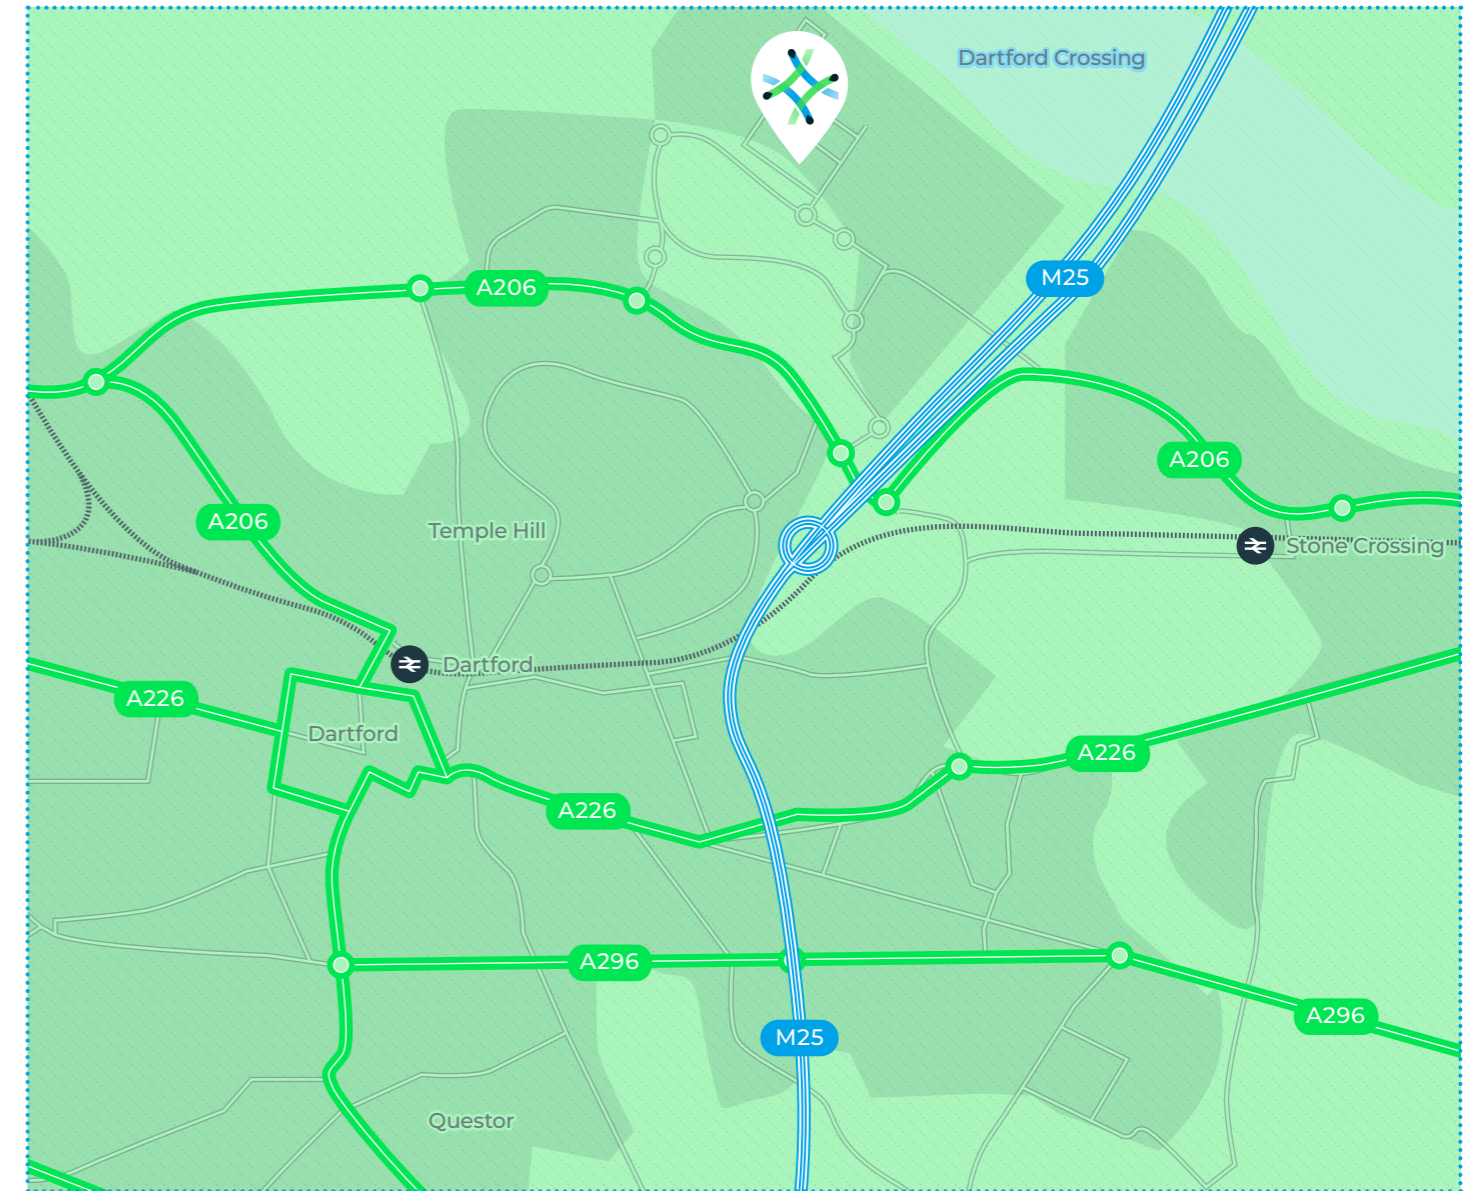 Dartford Crossing
M25
A206
A206
A206
Temple Hill
Stone Crossing
Dartford
A226
Dartford
A226
A226
A296
A296
M25
Questor